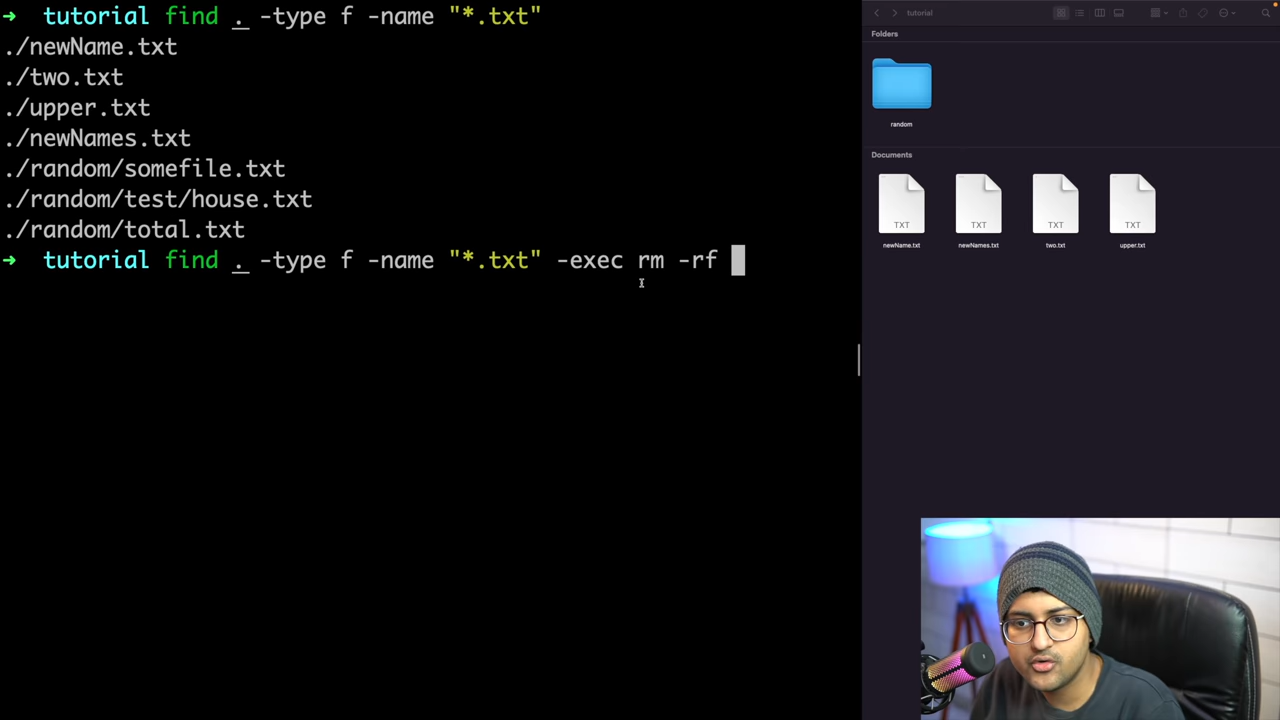 ➜ tutorial find . -type f -name "*.txt"
./newName.txt
./two.txt
./upper.txt
./newNames.txt
./random/somefile.txt
./random/test/house.txt
./random/total.txt
➜ tutorial find . -type f -name "*.txt" -exec rm -rf
tutorial
Folders
random
Documents
TXT TXT TXT TXT
newName.txt newNames.txt two.txt upper.txt